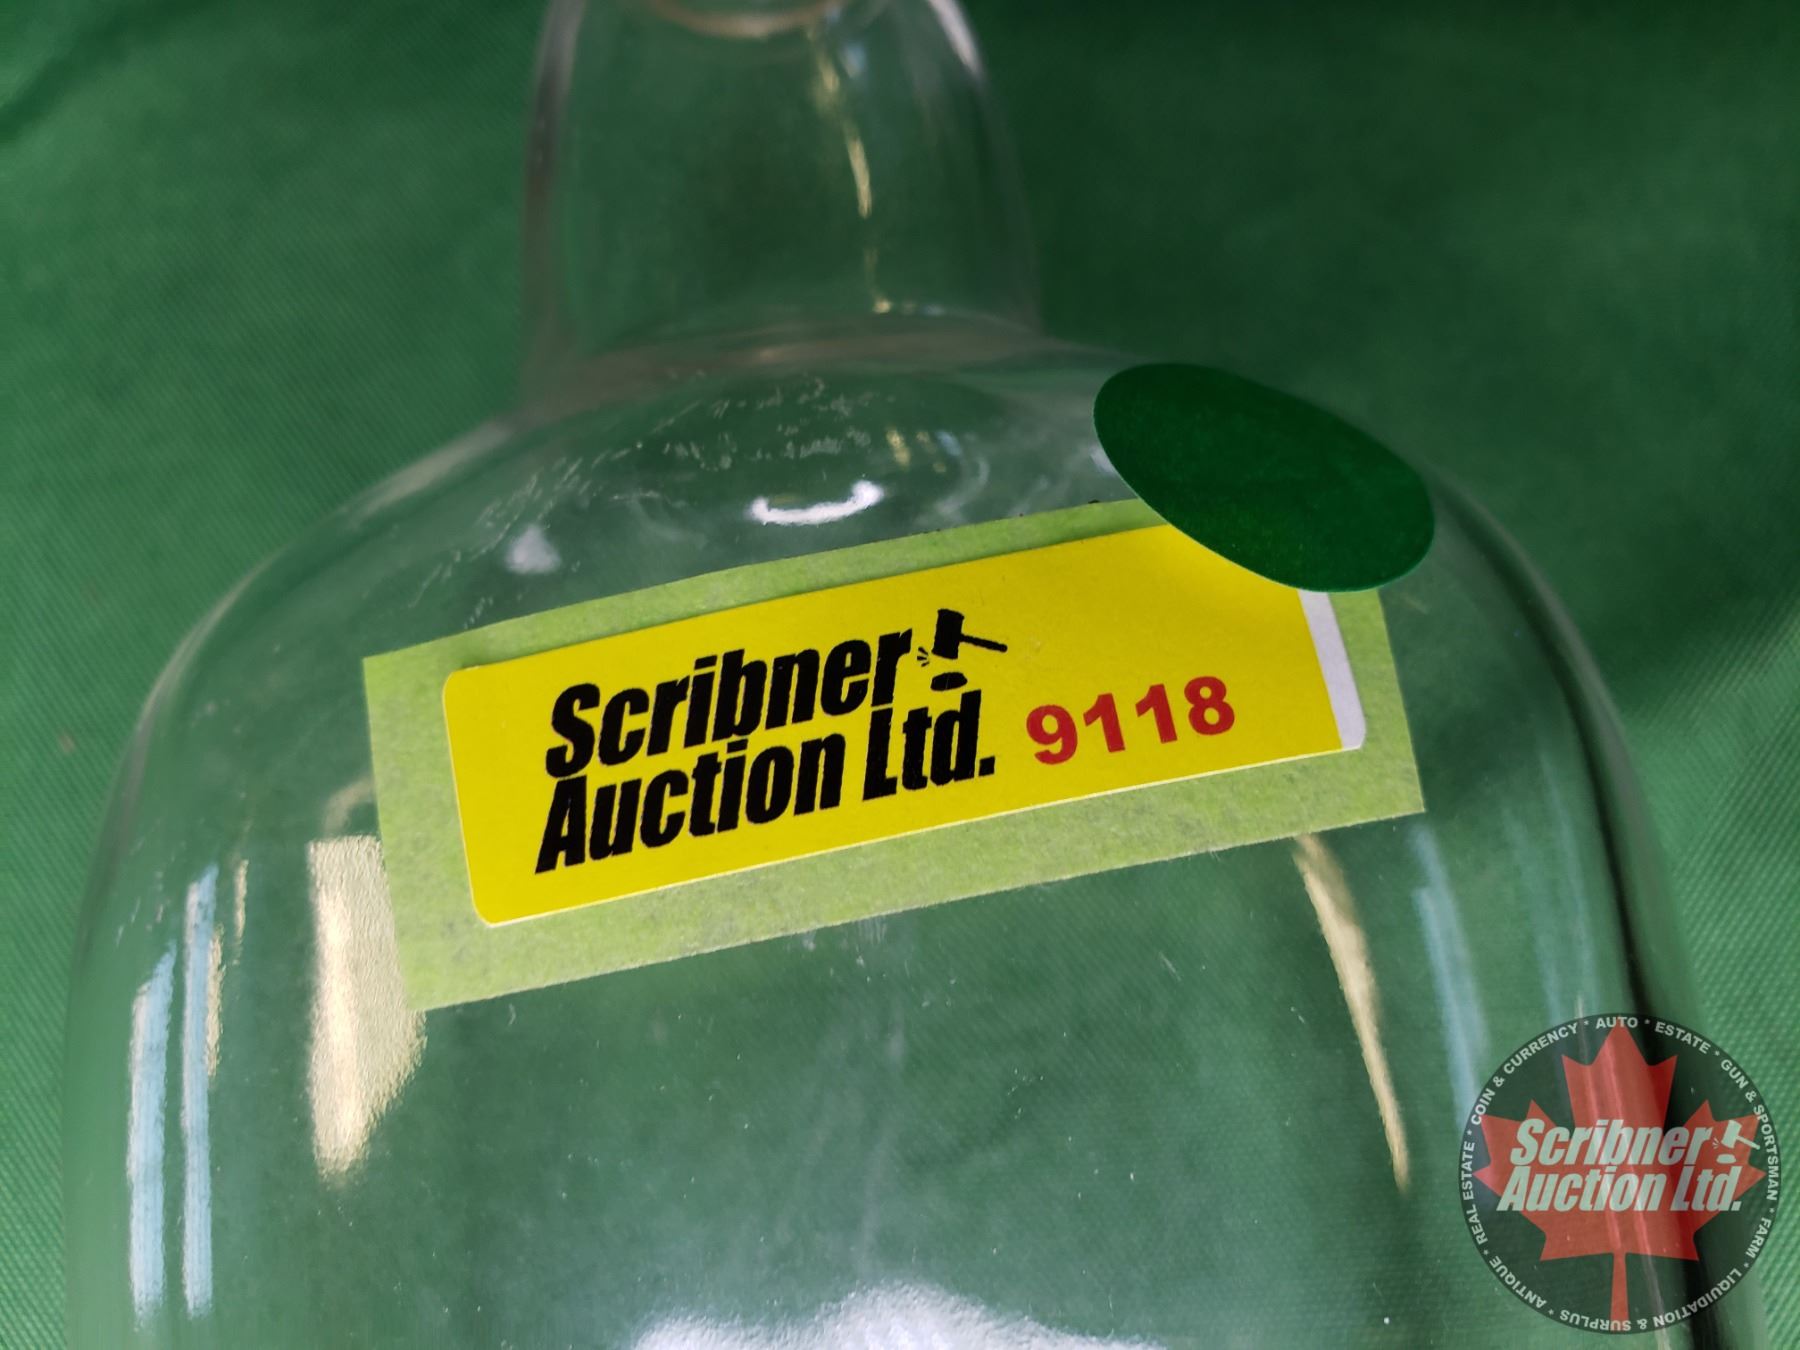 Scribner
Auction Ltd. 9118
COIN & CURRENCY * AUTO * ESTATE * GUN & SPORTSMAN * FARM * LIQUIDATION & SURPLUS * ANTIQUE * REAL ESTATE *
Scribner
Auction Ltd.